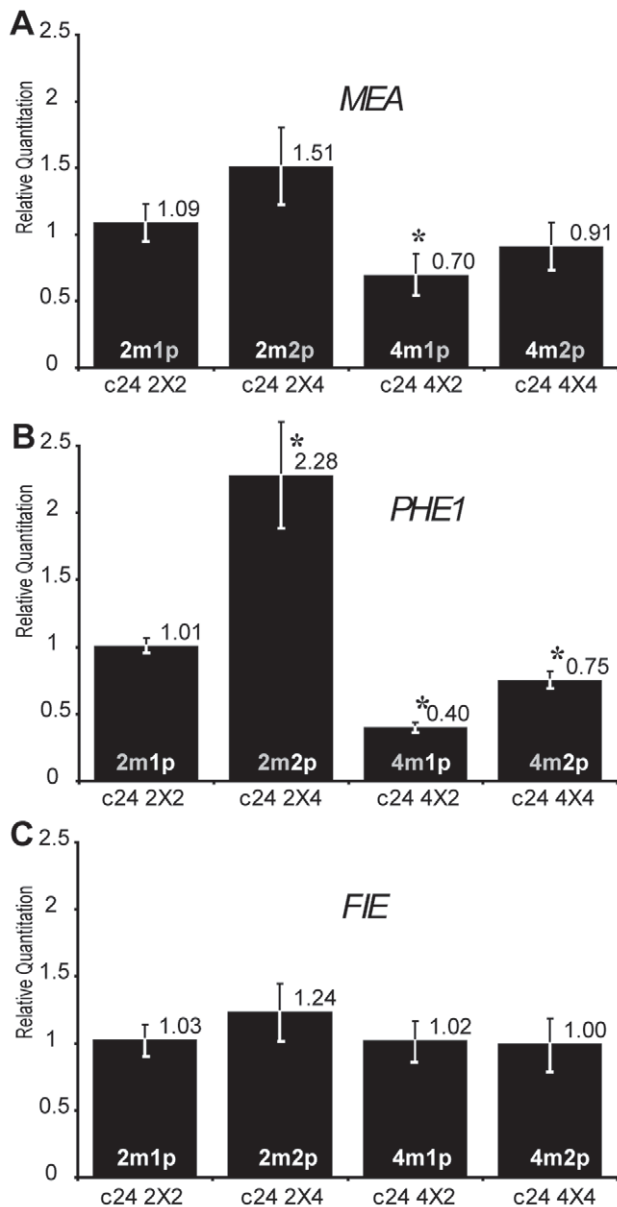 A
2.5
2
1.5
1
0.5
0
Relative Quantitation
MEA
1.09
1.51
*
0.70
0.91
2m1p
2m2p
4m1p
4m2p
c24 2X2
c24 2X4
c24 4X2
c24 4X4
B
2.5
2
1.5
1
0.5
0
Relative Quantitation
PHE1
1.01
*
2.28
*
0.40
*
0.75
2m1p
2m2p
4m1p
4m2p
c24 2X2
c24 2X4
c24 4X2
c24 4X4
C
2.5
2
1.5
1
0.5
0
Relative Quantitation
FIE
1.03
1.24
1.02
1.00
2m1p
2m2p
4m1p
4m2p
c24 2X2
c24 2X4
c24 4X2
c24 4X4